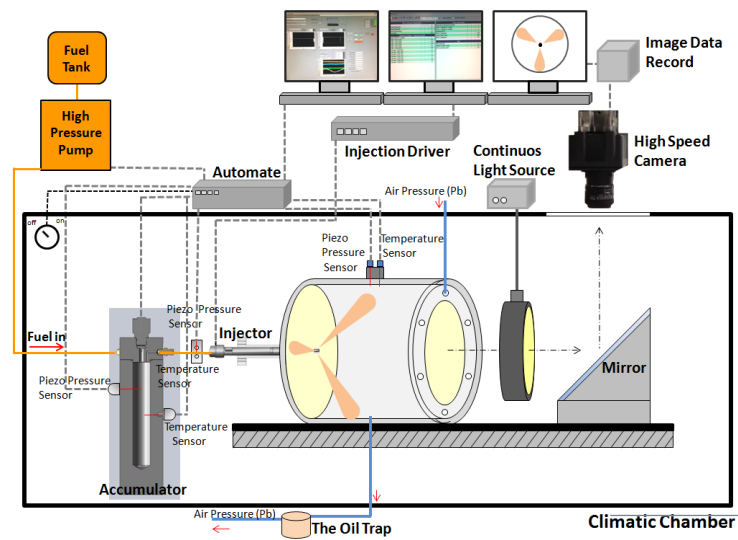 Fuel
Tank
High
Pressure
Pump
Image Data
Record
High Speed
Camera
Injection Driver
Continuos
Light Source
Automate
Air Pressure (Pb)
off
on
Piezo
Pressure
Sensor
Temperature
Sensor
Fuel in
Piezo Pressure
Sensor
Injector
Temperature
Sensor
Piezo Pressure
Sensor
Temperature
Sensor
Mirror
Accumulator
Air Pressure (Pb)
The Oil Trap
Climatic Chamber